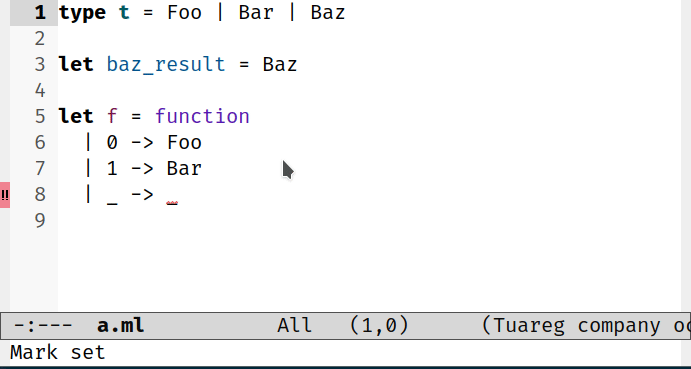 1 type t = Foo | Bar | Baz
2
3 let baz_result = Baz
4
5 let f = function
6   | 0 -> Foo
7   | 1 -> Bar
!! 8   | _ -> _
9
-:---  a.ml           All   (1,0)      (Tuareg company oc
Mark set